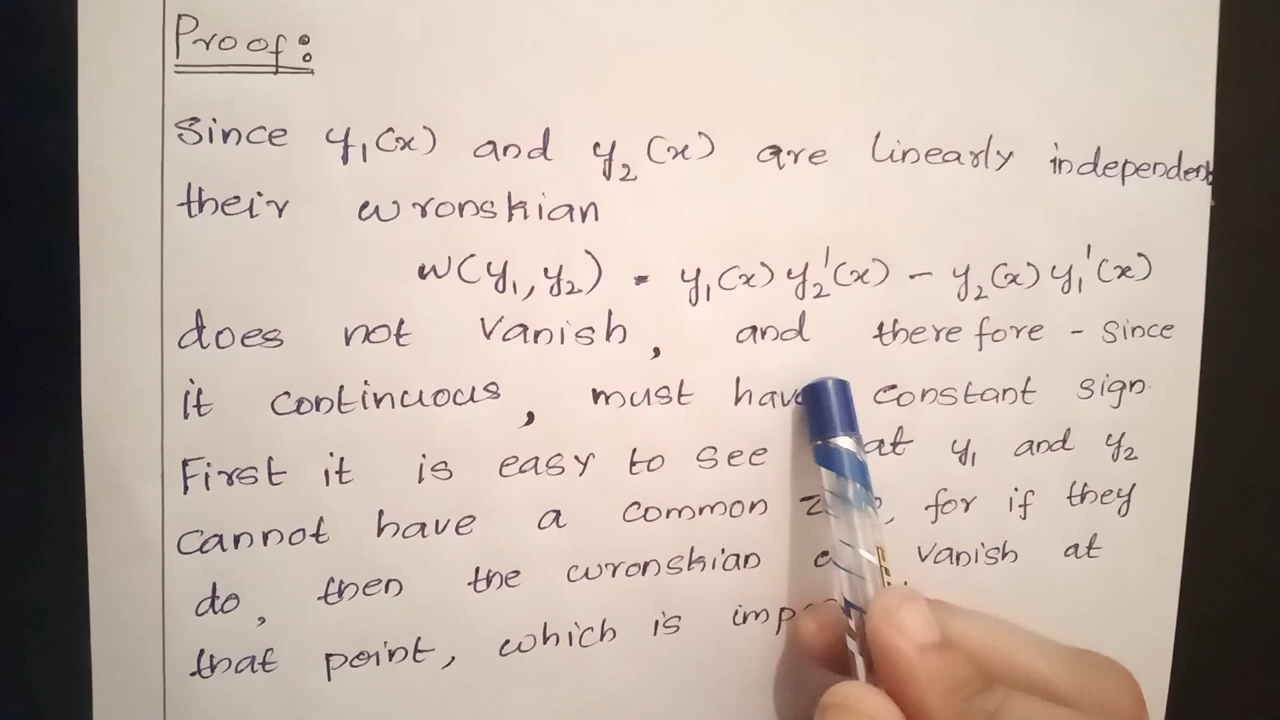 Proof:
Since y₁(x) and y₂(x) are linearly independent
their wronskian
w(y₁, y₂) = y₁(x) y₂'(x) - y₂(x) y₁'(x)
does not vanish, and therefore - since
it continuous, must have constant sign.
First it is easy to see at y₁ and y₂
cannot have a common, for if they
do, then the wronskian vanish at
that point, which is